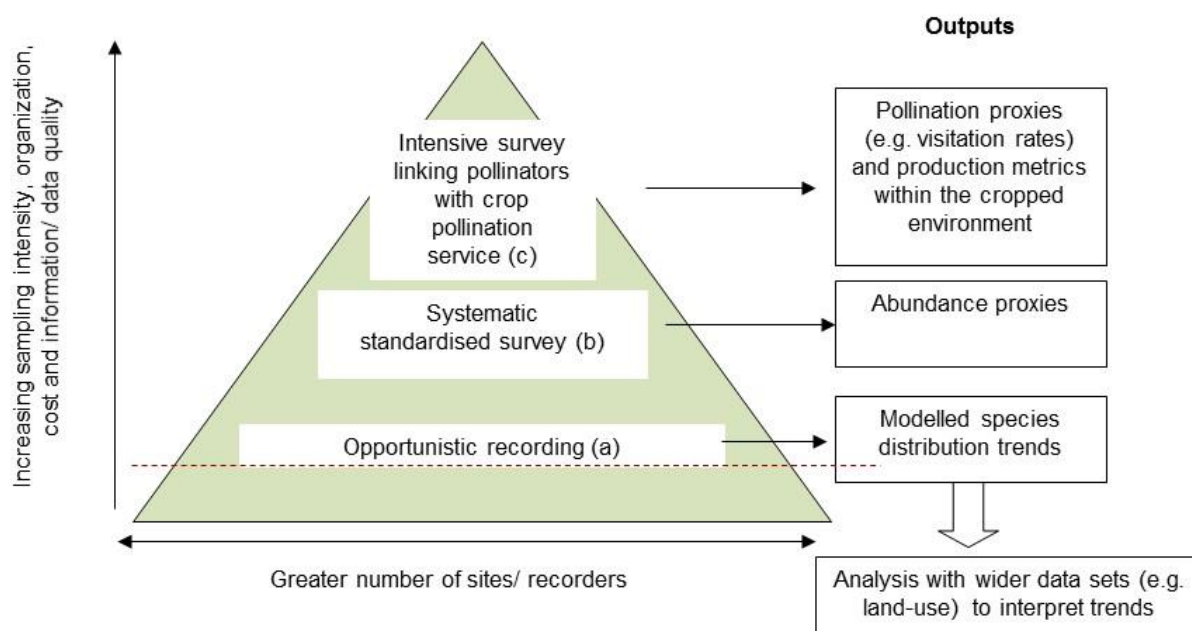 Outputs
Increasing sampling intensity, organization,
cost and information/ data quality
Intensive survey
linking pollinators
with crop
pollination
service (c)
Pollination proxies
(e.g. visitation rates)
and production metrics
within the cropped
environment
Systematic
standardised survey (b)
Abundance proxies
Opportunistic recording (a)
Modelled species
distribution trends
Greater number of sites/ recorders
Analysis with wider data sets (e.g.
land-use) to interpret trends